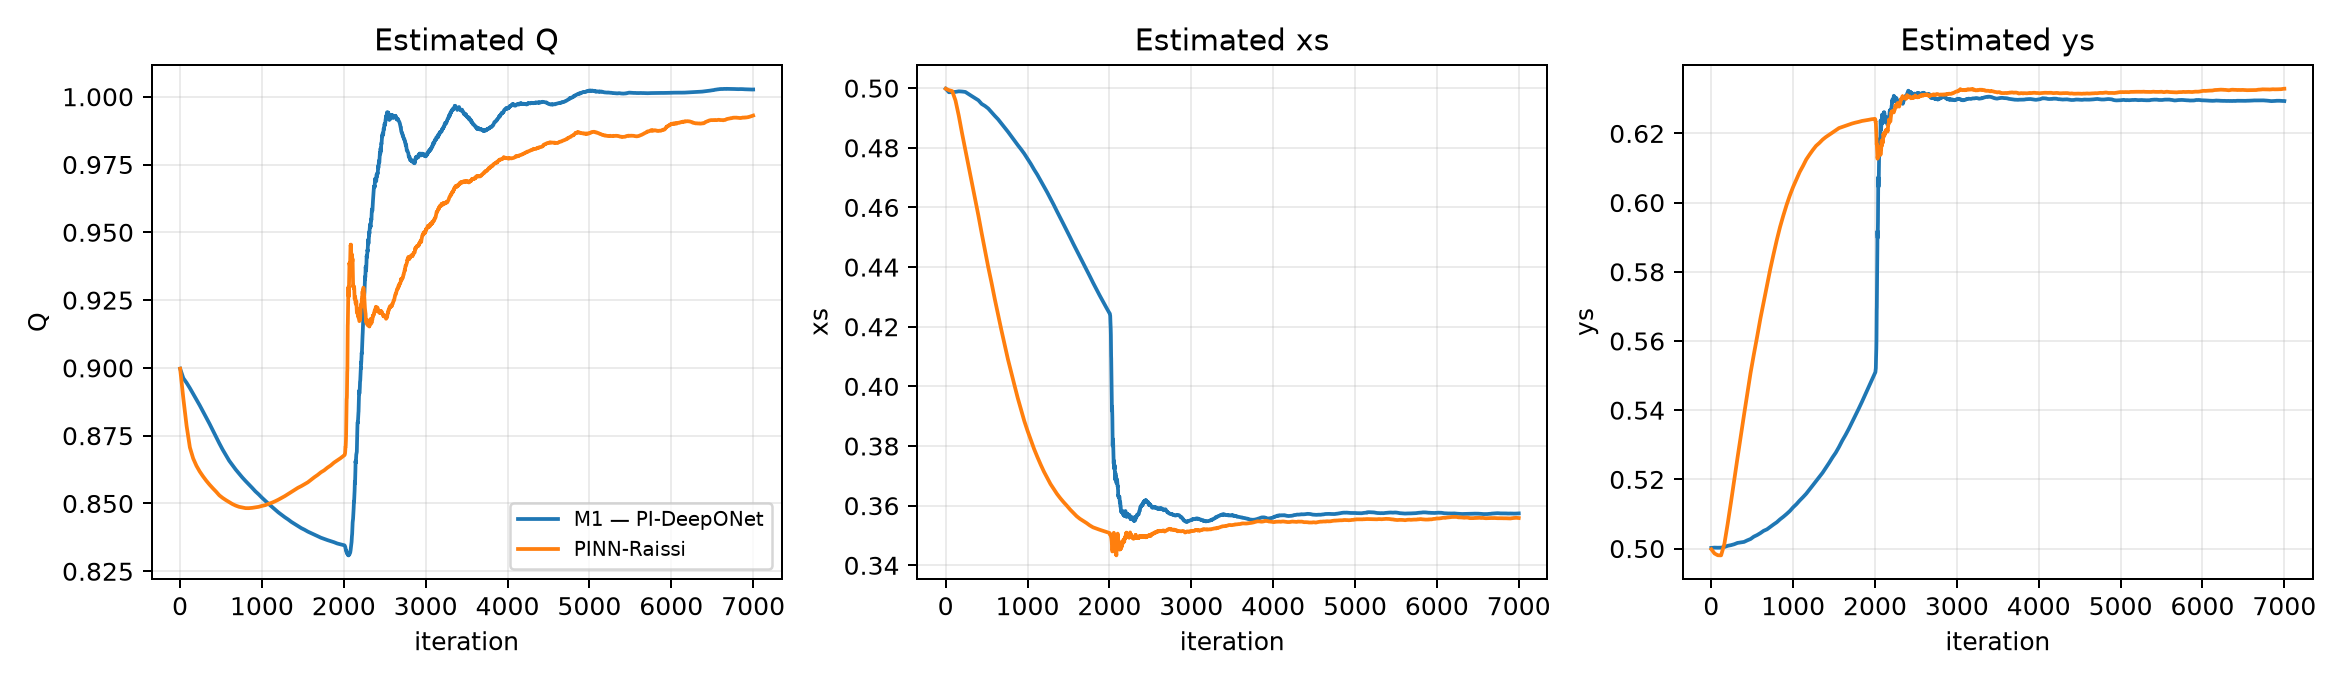 Estimated Q
Q
1.000
0.975
0.950
0.925
0.900
0.875
0.850
0.825
0 1000 2000 3000 4000 5000 6000 7000
iteration
M1 — PI-DeepONet
PINN-Raissi
Estimated xs
xs
0.50
0.48
0.46
0.44
0.42
0.40
0.38
0.36
0.34
0 1000 2000 3000 4000 5000 6000 7000
iteration
Estimated ys
ys
0.62
0.60
0.58
0.56
0.54
0.52
0.50
0 1000 2000 3000 4000 5000 6000 7000
iteration